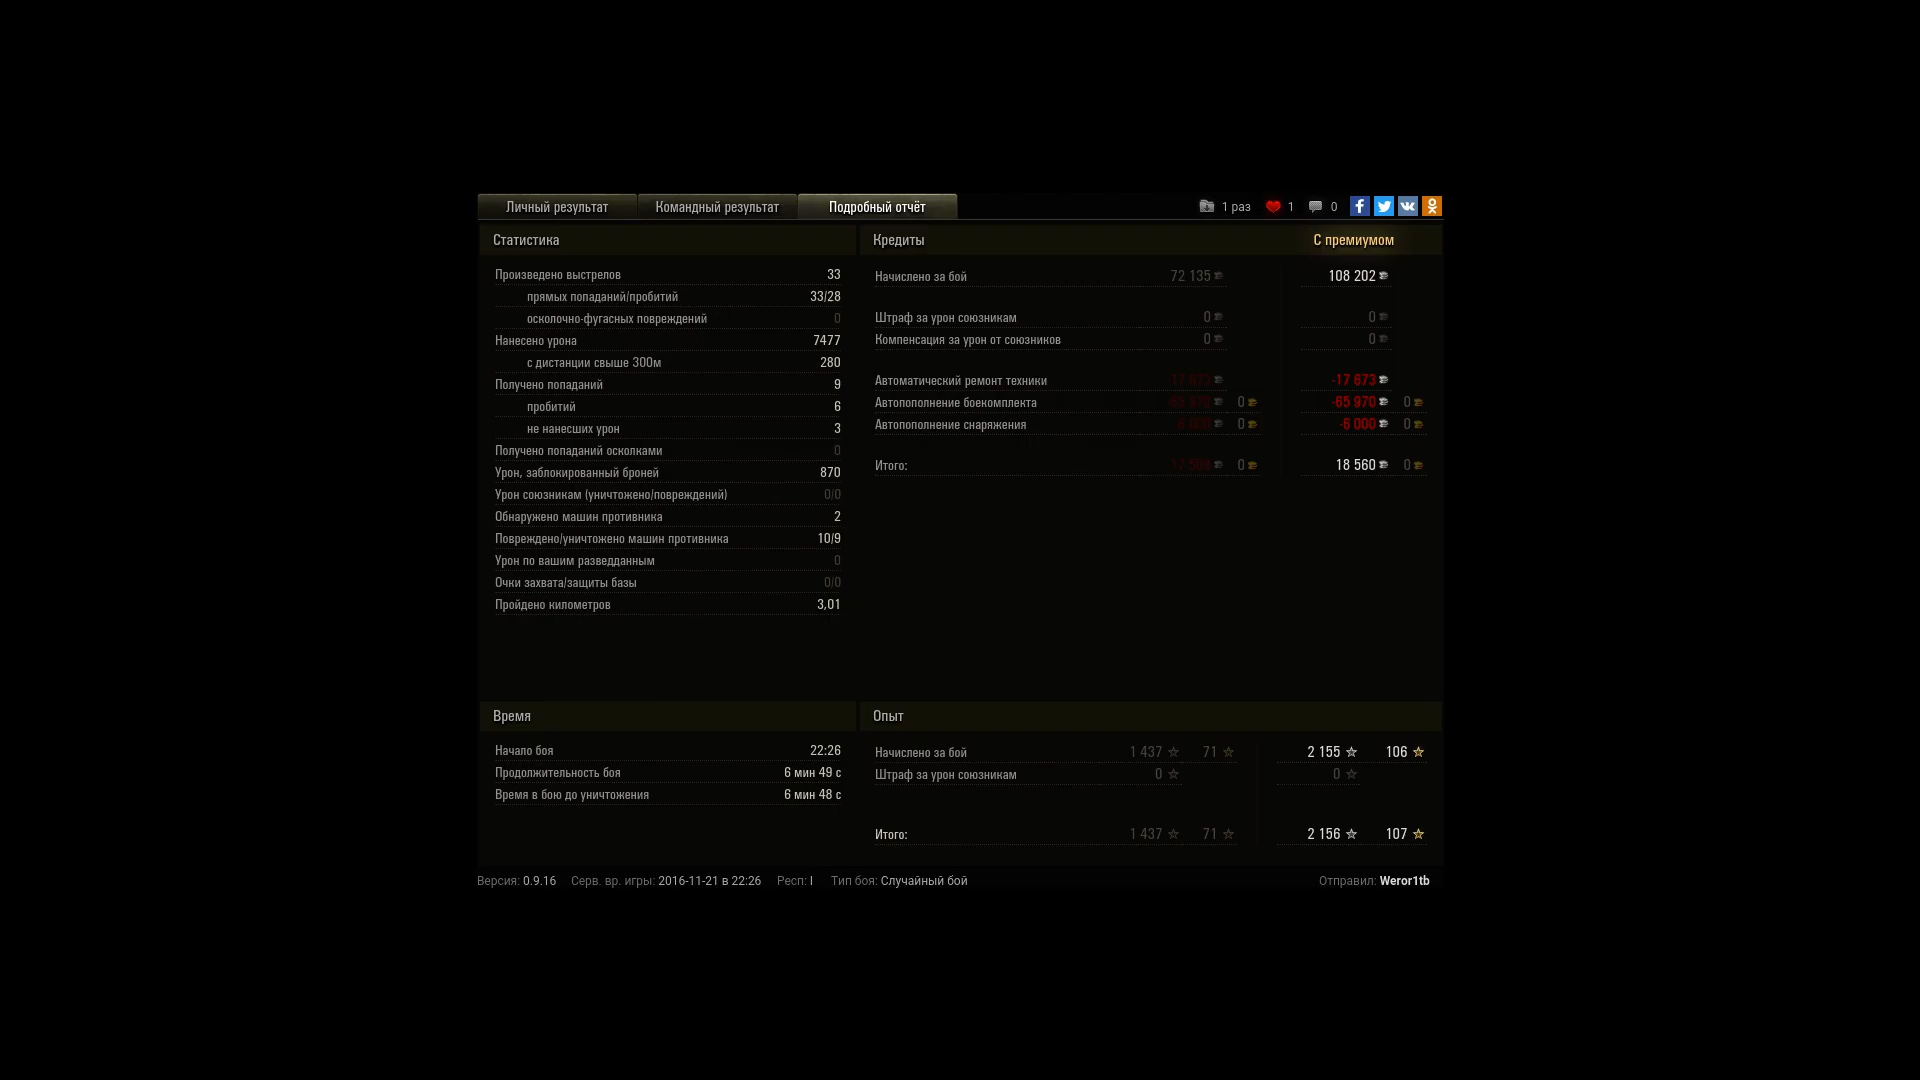 Личный результат Командный результат Подробный отчёт 1 раз 1 0
Статистика
Произведено выстрелов 33
прямых попаданий/пробитий 33/28
осколочно-фугасных повреждений 0
Нанесено урона 7477
с дистанции свыше 300м 280
Получено попаданий 9
пробитий 6
не нанесших урон 3
Получено попаданий осколками 0
Урон, заблокированный броней 870
Урон союзникам (уничтожено/повреждений) 0/0
Обнаружено машин противника 2
Повреждено/уничтожено машин противника 10/9
Урон по вашим разведданным 0
Очки захвата/защиты базы 0/0
Пройдено километров 3,01
Кредиты С премиумом
Начислено за бой 72 135 108 202
Штраф за урон союзникам 0 0
Компенсация за урон от союзников 0 0
Автоматический ремонт техники -17 673
Автопополнение боекомплекта 0 -65 970 0
Автопополнение снаряжения 0 -6 000 0
Итого: 0 18 560 0
Время
Начало боя 22:26
Продолжительность боя 6 мин 49 с
Время в бою до уничтожения 6 мин 48 с
Опыт
Начислено за бой 1 437 71 2 155 106
Штраф за урон союзникам 0 0
Итого: 1 437 71 2 156 107
Версия: 0.9.16 Серв. вр. игры: 2016-11-21 в 22:26 Респ: I Тип боя: Случайный бой Отправил: Weror1tb